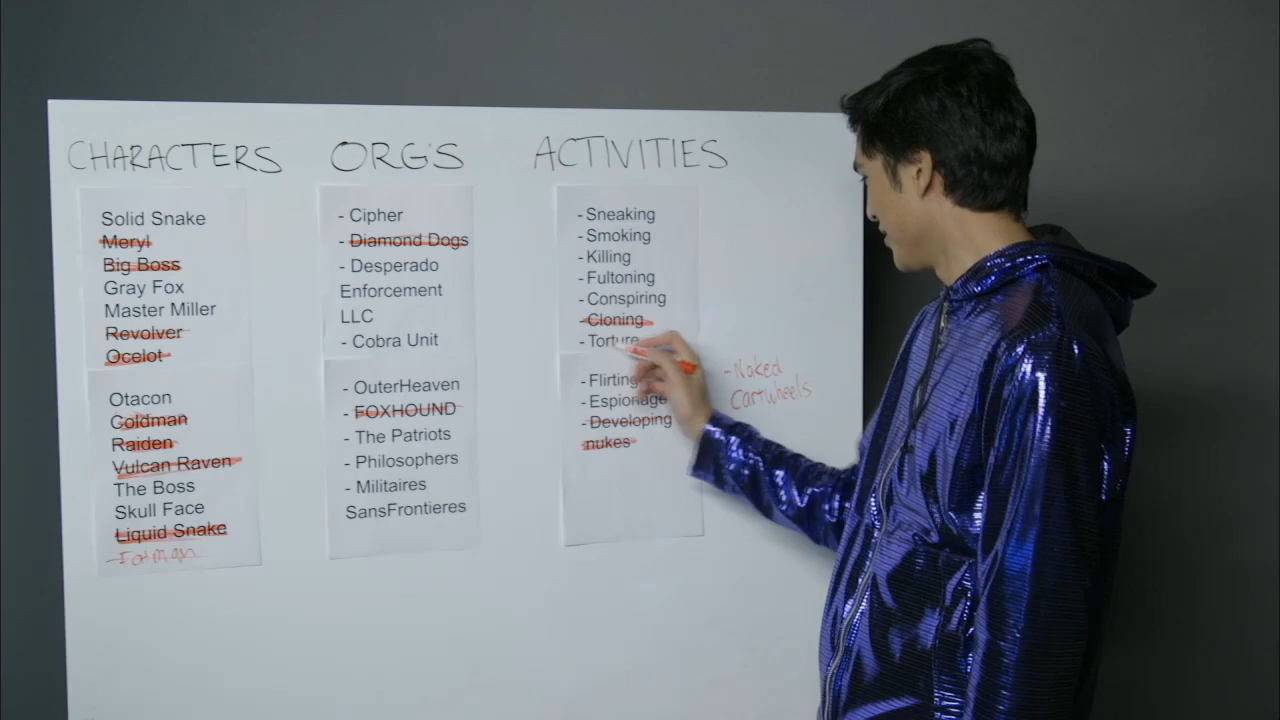 CHARACTERS
Solid Snake
Meryl
Big Boss
Gray Fox
Master Miller
Revolver
Ocelot
Otacon
Goldman
Raiden
Vulcan Raven
The Boss
Skull Face
Liquid Snake
-Fatman
ORG'S
- Cipher
- Diamond Dogs
- Desperado
Enforcement
LLC
- Cobra Unit
- OuterHeaven
- FOXHOUND
- The Patriots
- Philosophers
- Militaires
SansFrontieres
ACTIVITIES
- Sneaking
- Smoking
- Killing
- Fultoning
- Conspiring
- Cloning
- Torture
- Flirting
- Espionage
- Developing
nukes
- Naked
Cartwheels